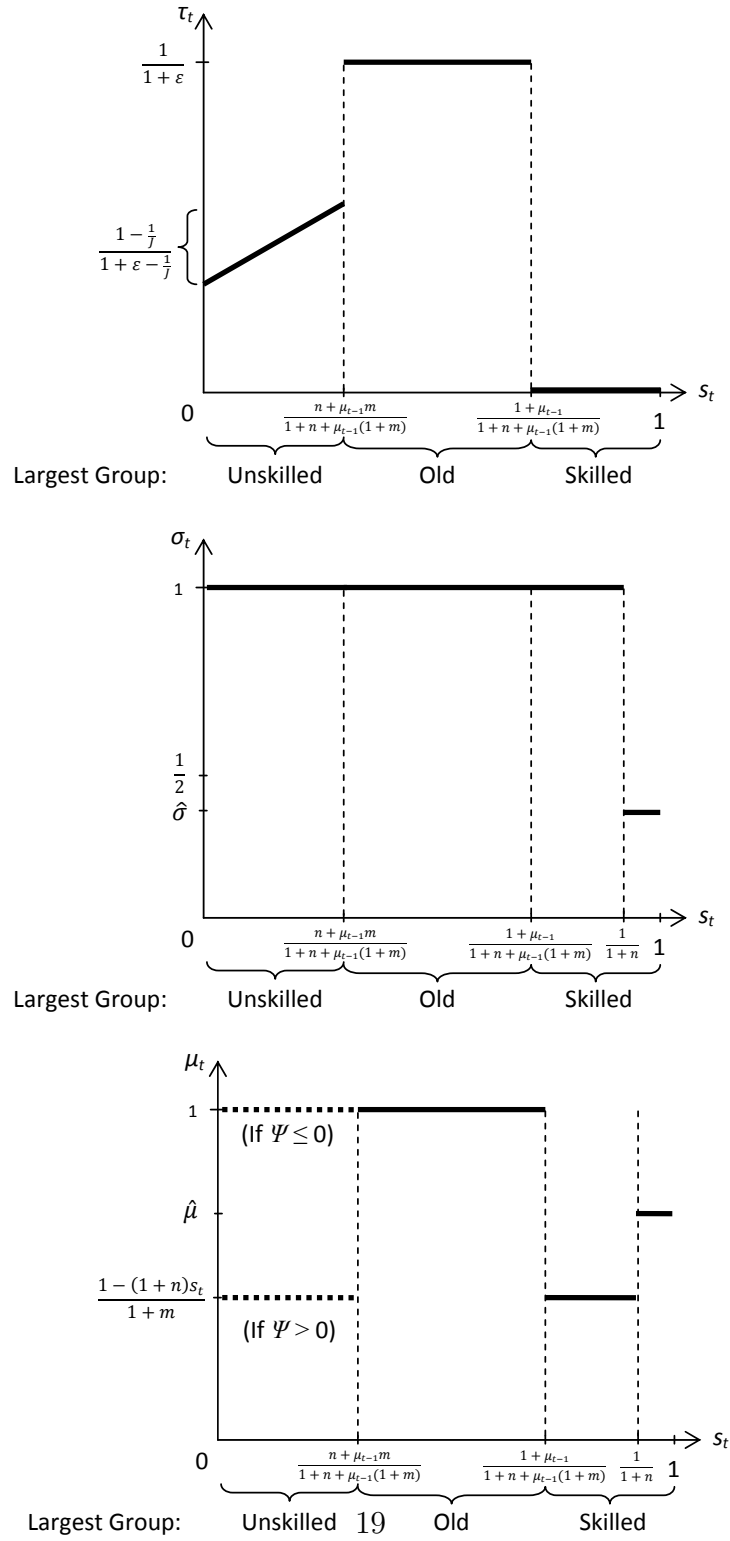 τt
1/(1 + ε)
(1 − 1/J)/(1 + ε − 1/J)
0
(n + μt−1m)/(1 + n + μt−1(1 + m))
(1 + μt−1)/(1 + n + μt−1(1 + m))
1
st
Largest Group: Unskilled Old Skilled
σt
1
1/2
σ̂
0
(n + μt−1m)/(1 + n + μt−1(1 + m))
(1 + μt−1)/(1 + n + μt−1(1 + m))
1/(1 + n)
1
st
Largest Group: Unskilled Old Skilled
μt
1
(If Ψ ≤ 0)
μ̂
(1 − (1 + n)st)/(1 + m)
(If Ψ > 0)
0
(n + μt−1m)/(1 + n + μt−1(1 + m))
(1 + μt−1)/(1 + n + μt−1(1 + m))
1/(1 + n)
1
st
Largest Group: Unskilled 19 Old Skilled